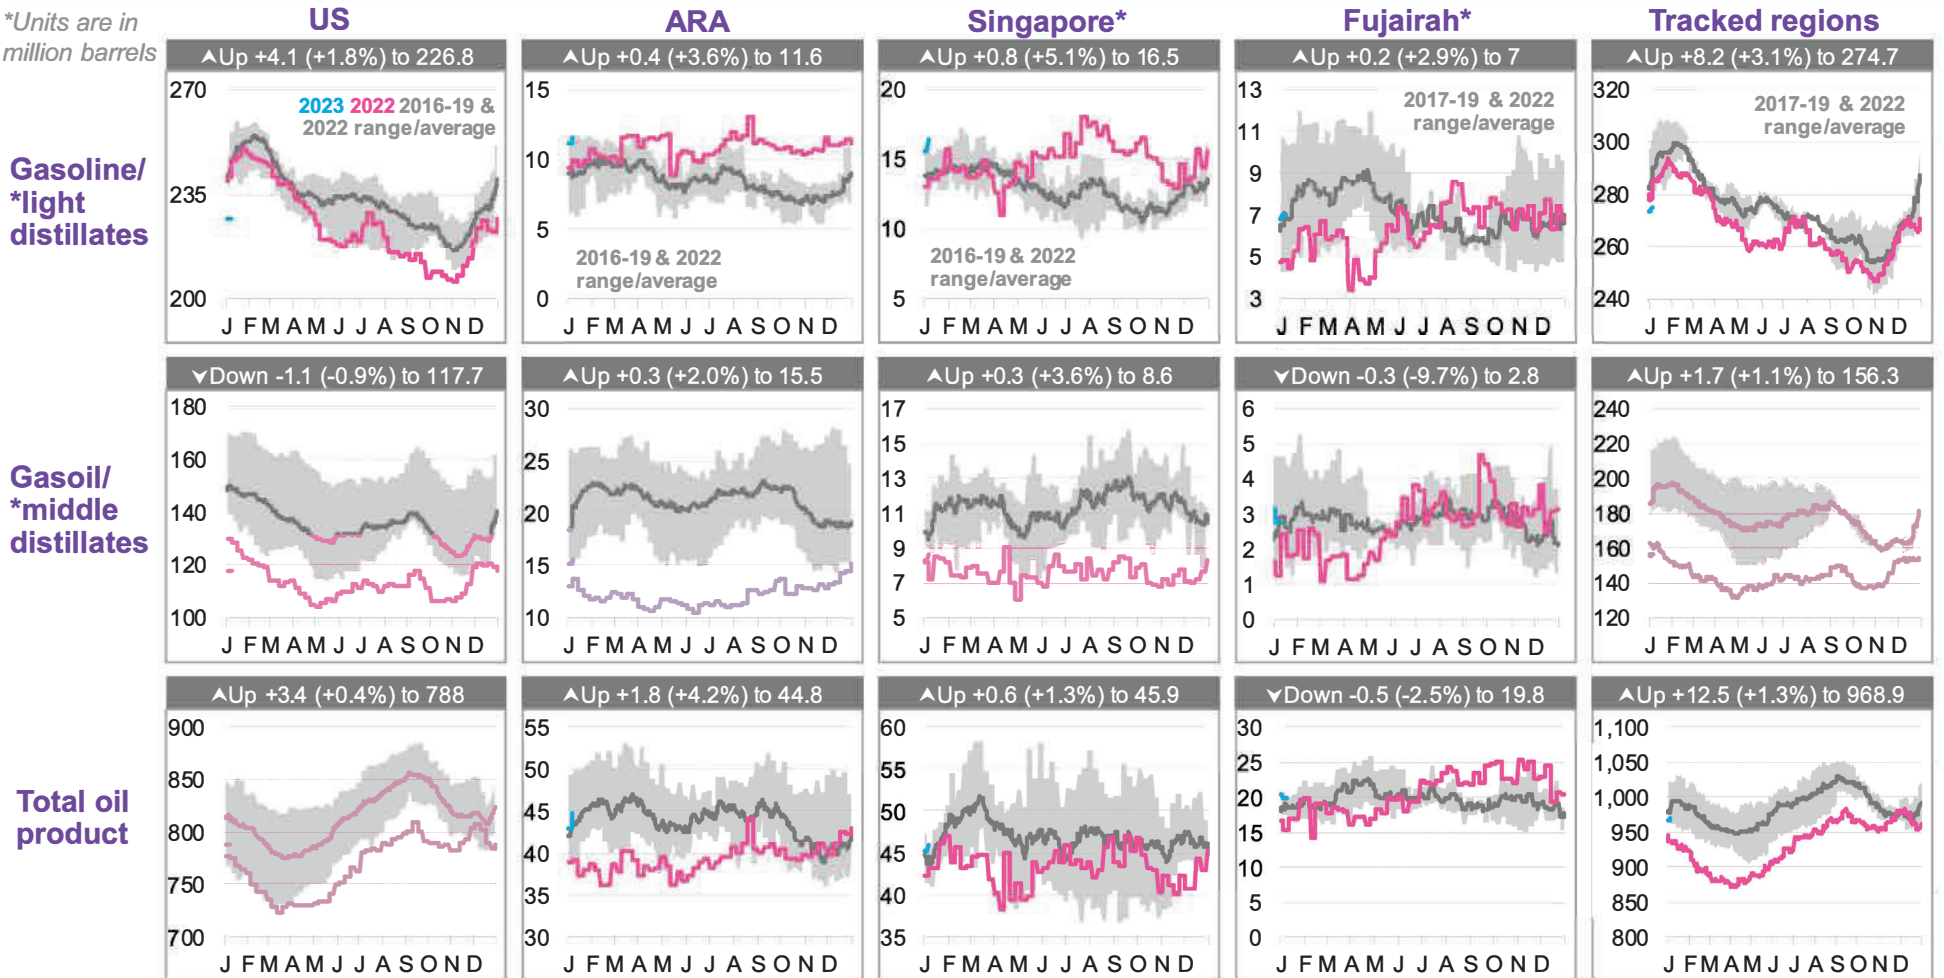 *Units are in
million barrels
US
ARA
Singapore*
Fujairah*
Tracked regions
Gasoline/
*light
distillates
Up +4.1 (+1.8%) to 226.8
270
235
200
2023 2022 2016-19 &
2022 range/average
J F M A M J J A S O N D
Up +0.4 (+3.6%) to 11.6
15
10
5
0
2016-19 & 2022
range/average
J F M A M J J A S O N D
Up +0.8 (+5.1%) to 16.5
20
15
10
5
2016-19 & 2022
range/average
J F M A M J J A S O N D
Up +0.2 (+2.9%) to 7
13
11
9
7
5
3
2017-19 & 2022
range/average
J F M A M J J A S O N D
Up +8.2 (+3.1%) to 274.7
320
300
280
260
240
2017-19 & 2022
range/average
J F M A M J J A S O N D
Gasoil/
*middle
distillates
Down -1.1 (-0.9%) to 117.7
180
160
140
120
100
J F M A M J J A S O N D
Up +0.3 (+2.0%) to 15.5
30
25
20
15
10
J F M A M J J A S O N D
Up +0.3 (+3.6%) to 8.6
17
15
13
11
9
7
5
J F M A M J J A S O N D
Down -0.3 (-9.7%) to 2.8
6
5
4
3
2
1
0
J F M A M J J A S O N D
Up +1.7 (+1.1%) to 156.3
240
220
200
180
160
140
120
J F M A M J J A S O N D
Total oil
product
Up +3.4 (+0.4%) to 788
900
850
800
750
700
J F M A M J J A S O N D
Up +1.8 (+4.2%) to 44.8
55
50
45
40
35
30
J F M A M J J A S O N D
Up +0.6 (+1.3%) to 45.9
60
55
50
45
40
35
J F M A M J J A S O N D
Down -0.5 (-2.5%) to 19.8
30
25
20
15
10
5
0
J F M A M J J A S O N D
Up +12.5 (+1.3%) to 968.9
1,100
1,050
1,000
950
900
850
800
J F M A M J J A S O N D